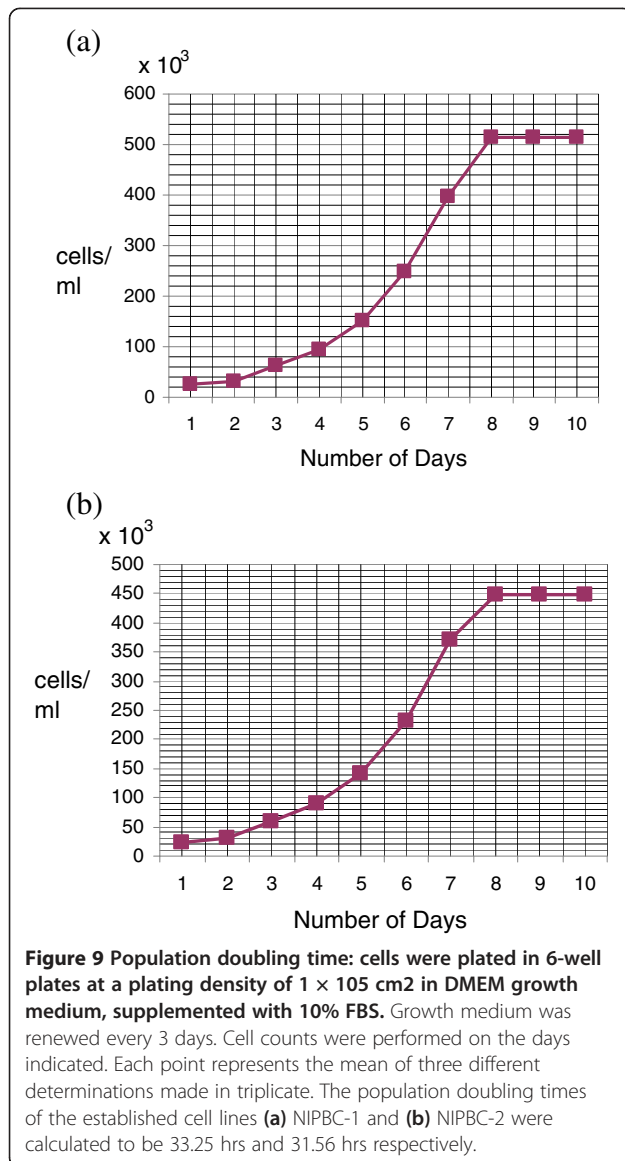 (a)
x 10³
600
500
400
300
200
100
0
cells/
ml
1 2 3 4 5 6 7 8 9 10
Number of Days
(b)
x 10³
500
450
400
350
300
250
200
150
100
50
0
cells/
ml
1 2 3 4 5 6 7 8 9 10
Number of Days
Figure 9 Population doubling time: cells were plated in 6-well
plates at a plating density of 1 × 105 cm2 in DMEM growth
medium, supplemented with 10% FBS. Growth medium was
renewed every 3 days. Cell counts were performed on the days
indicated. Each point represents the mean of three different
determinations made in triplicate. The population doubling times
of the established cell lines (a) NIPBC-1 and (b) NIPBC-2 were
calculated to be 33.25 hrs and 31.56 hrs respectively.